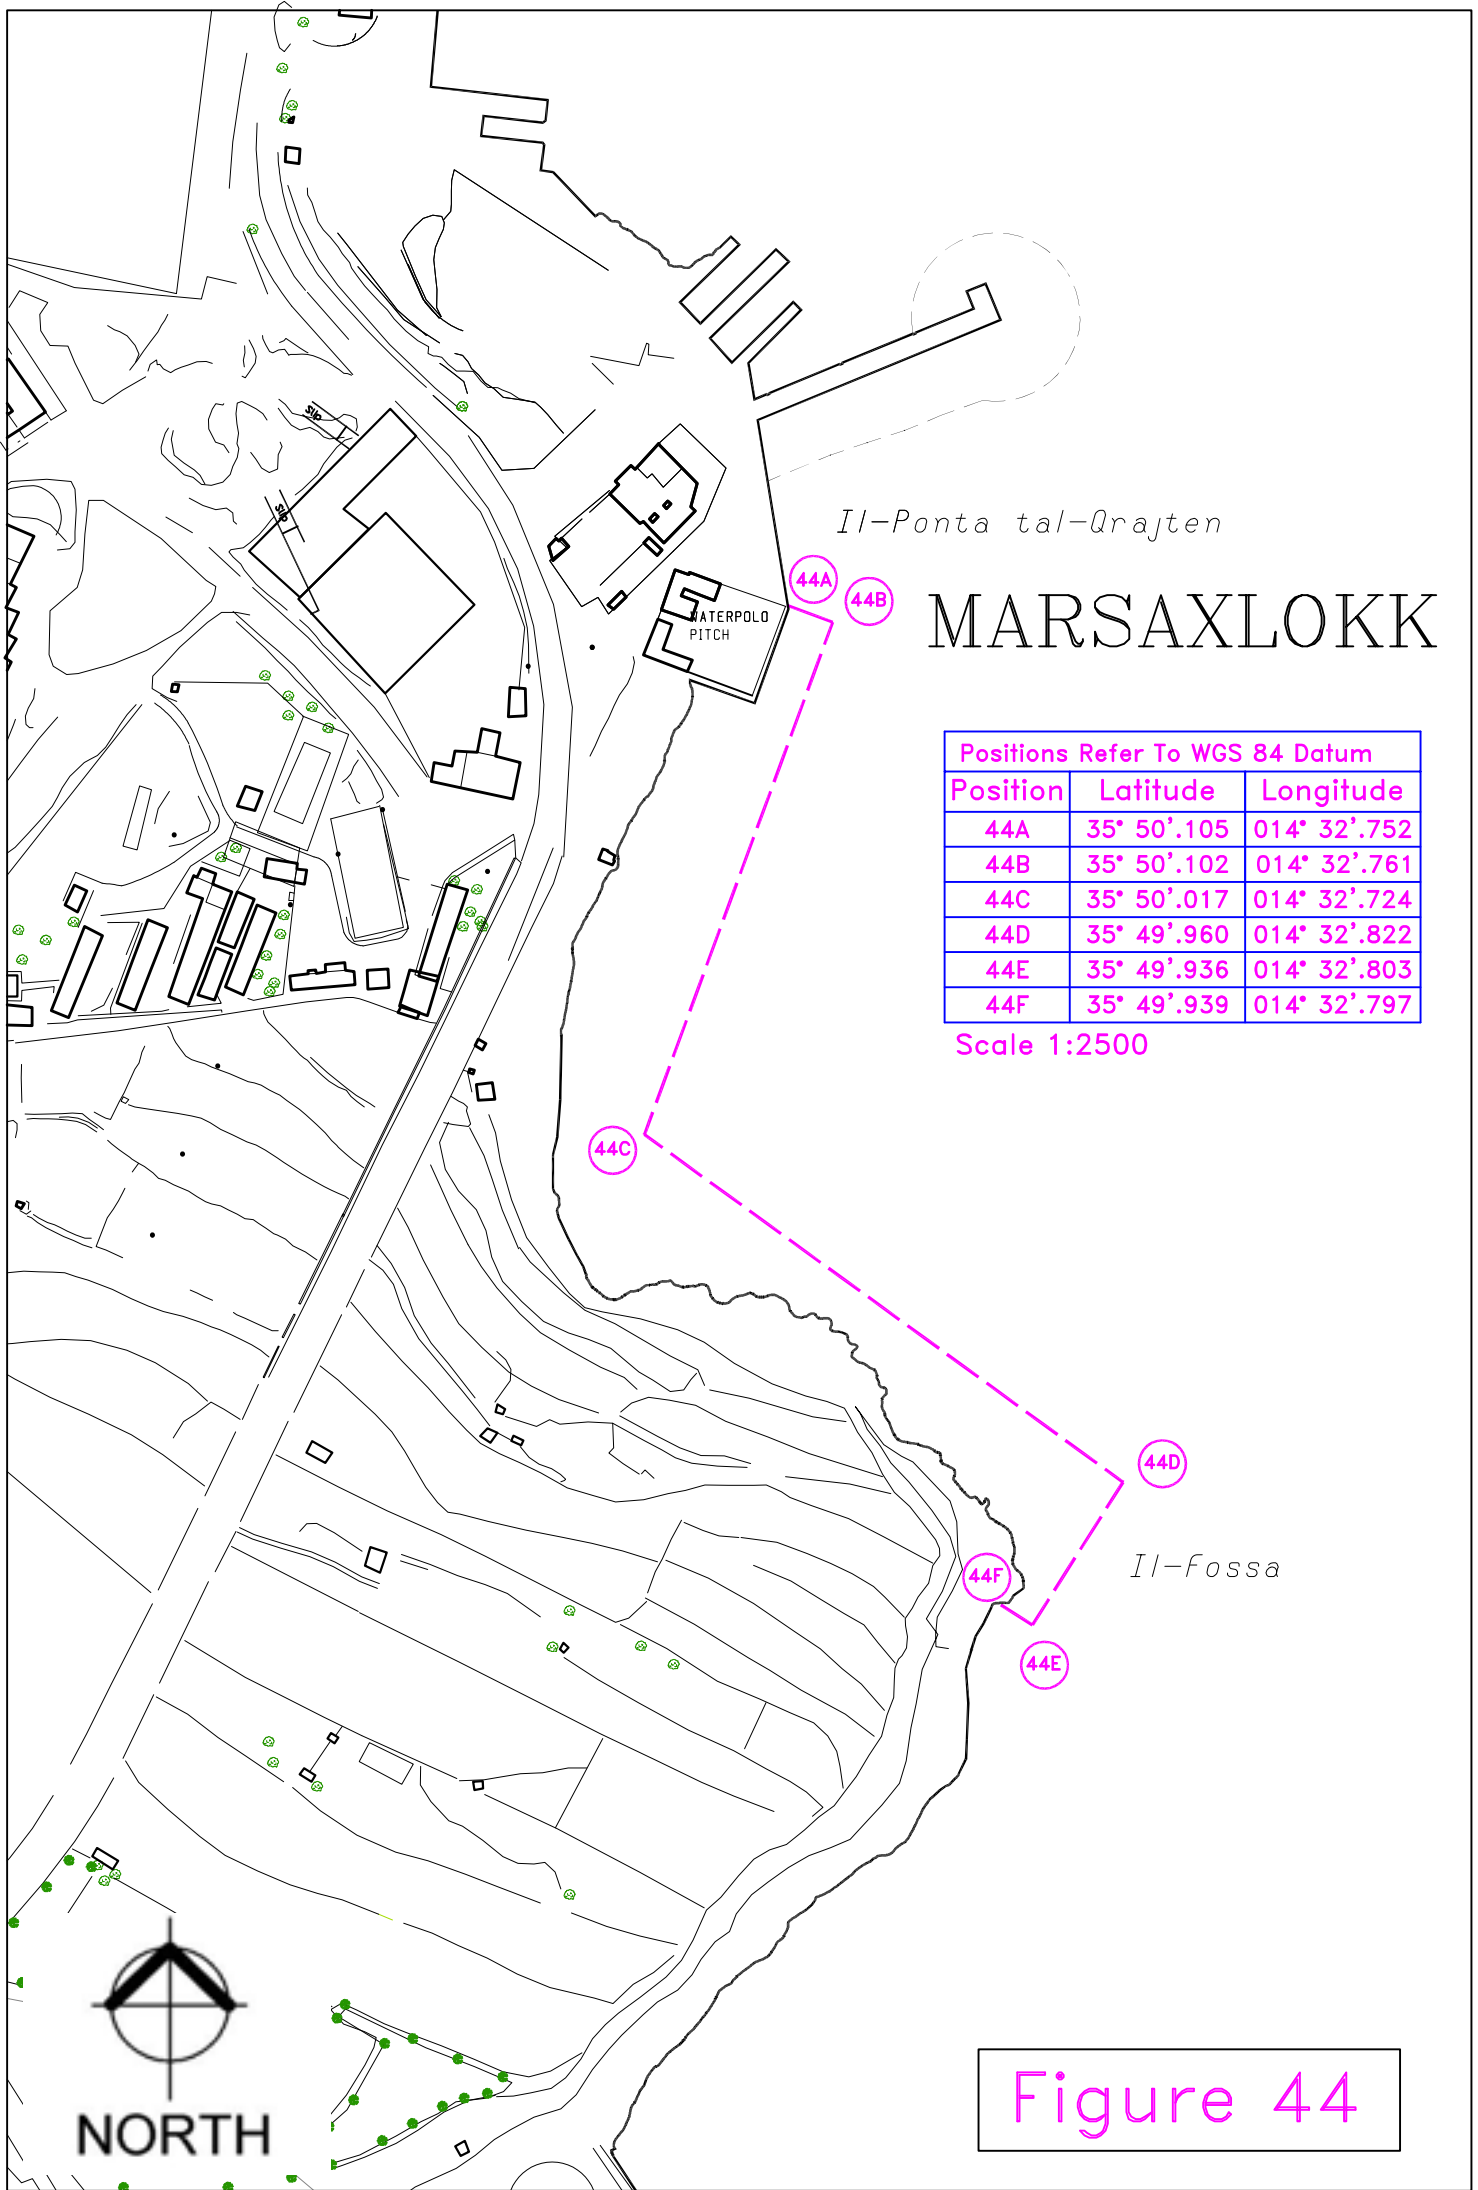 Slip
Slip
Il-Ponta tal-Qrajten
44A
44B
MARSAXLOKK
WATERPOLO
PITCH
Positions Refer To WGS 84 Datum
Position Latitude Longitude
44A 35° 50'.105 014° 32'.752
44B 35° 50'.102 014° 32'.761
44C 35° 50'.017 014° 32'.724
44D 35° 49'.960 014° 32'.822
44E 35° 49'.936 014° 32'.803
44F 35° 49'.939 014° 32'.797
Scale 1:2500
44C
44D
Il-Fossa
44F
44E
NORTH
Figure 44